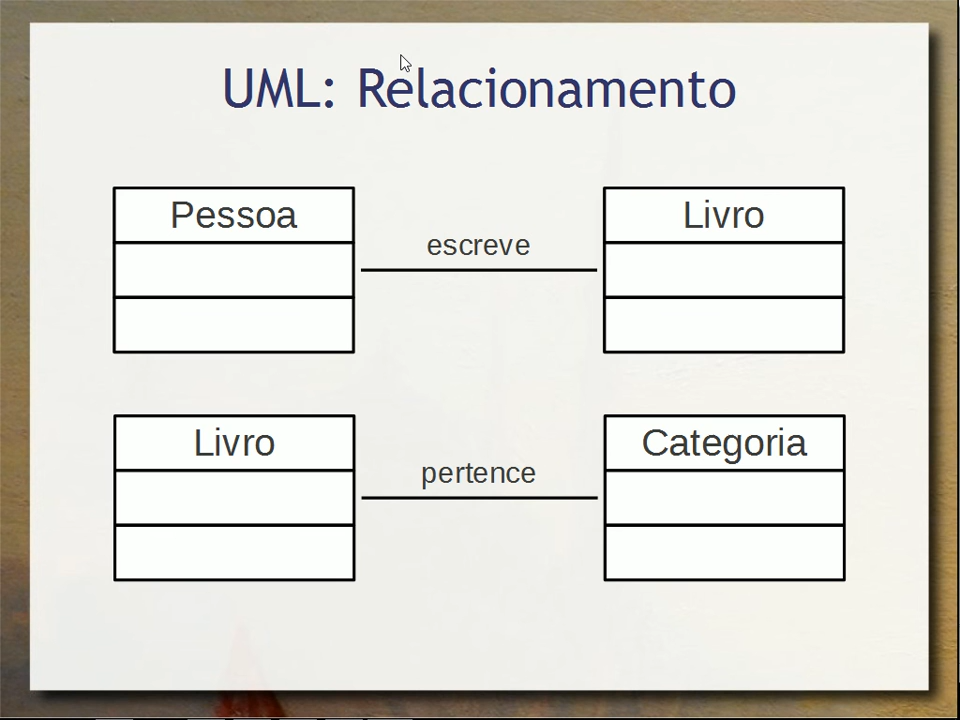 UML: Relacionamento
Pessoa
escreve
Livro
Livro
pertence
Categoria